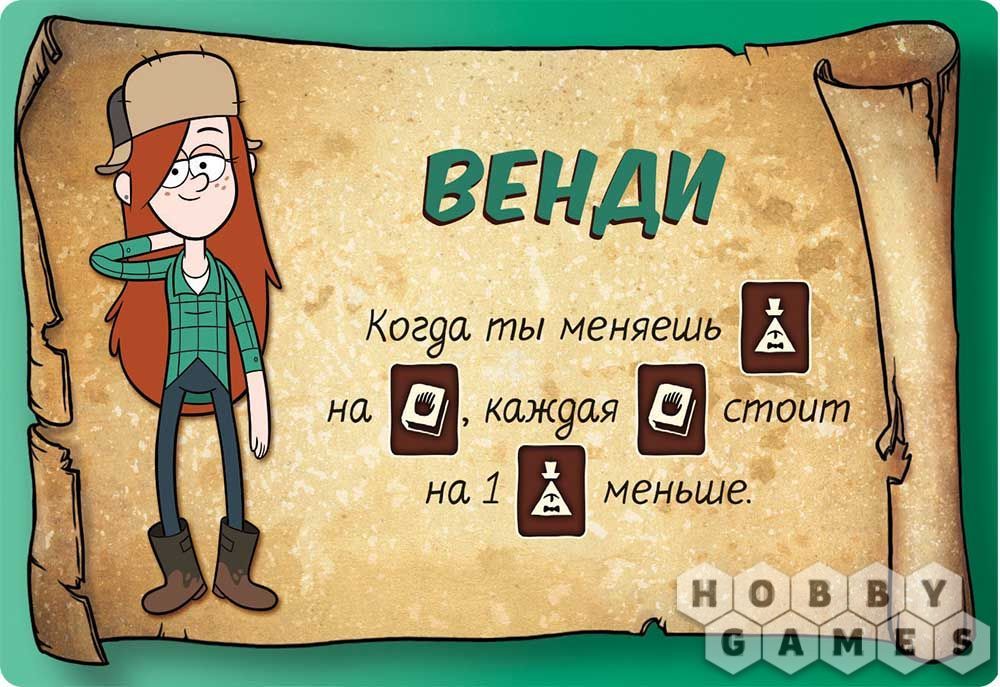 ВЕНДИ
Когда ты меняешь
на , каждая стоит
на 1 меньше.
HOBBY
GAMES